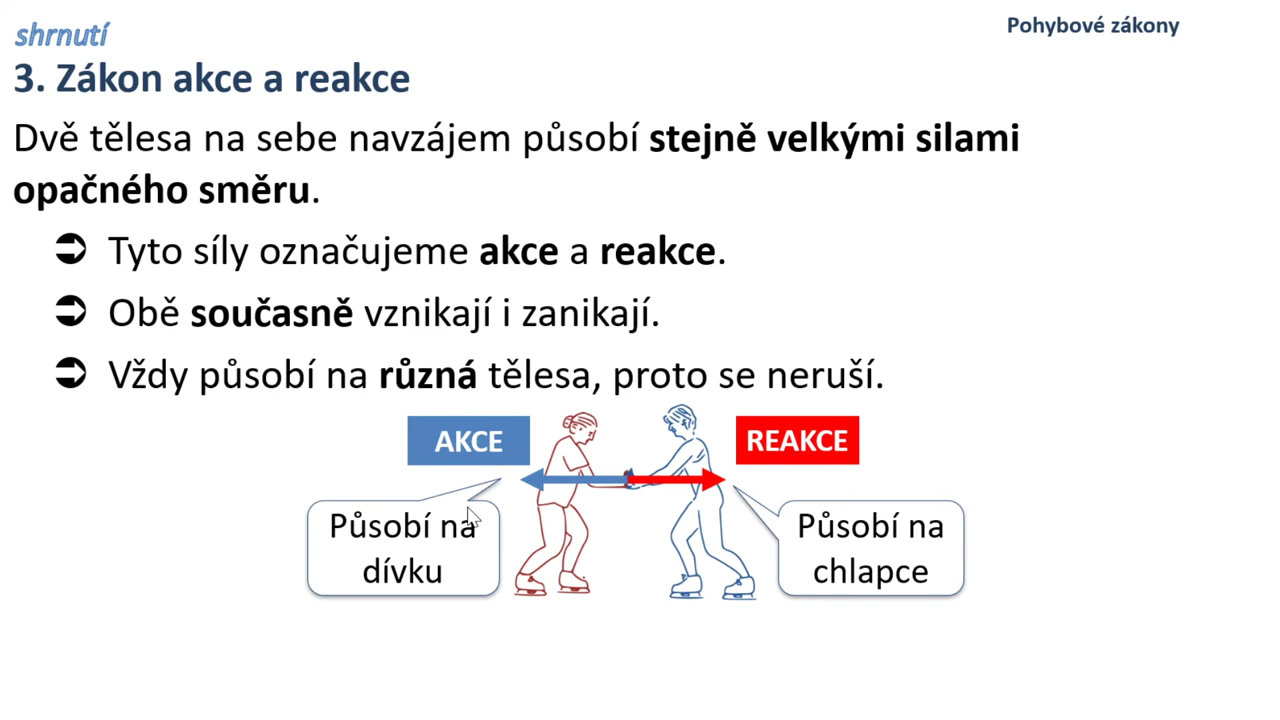 shrnutí
Pohybové zákony
3. Zákon akce a reakce
Dvě tělesa na sebe navzájem působí stejně velkými silami
opačného směru.
Tyto síly označujeme akce a reakce.
Obě současně vznikají i zanikají.
Vždy působí na různá tělesa, proto se neruší.
AKCE
REAKCE
Působí na
dívku
Působí na
chlapce